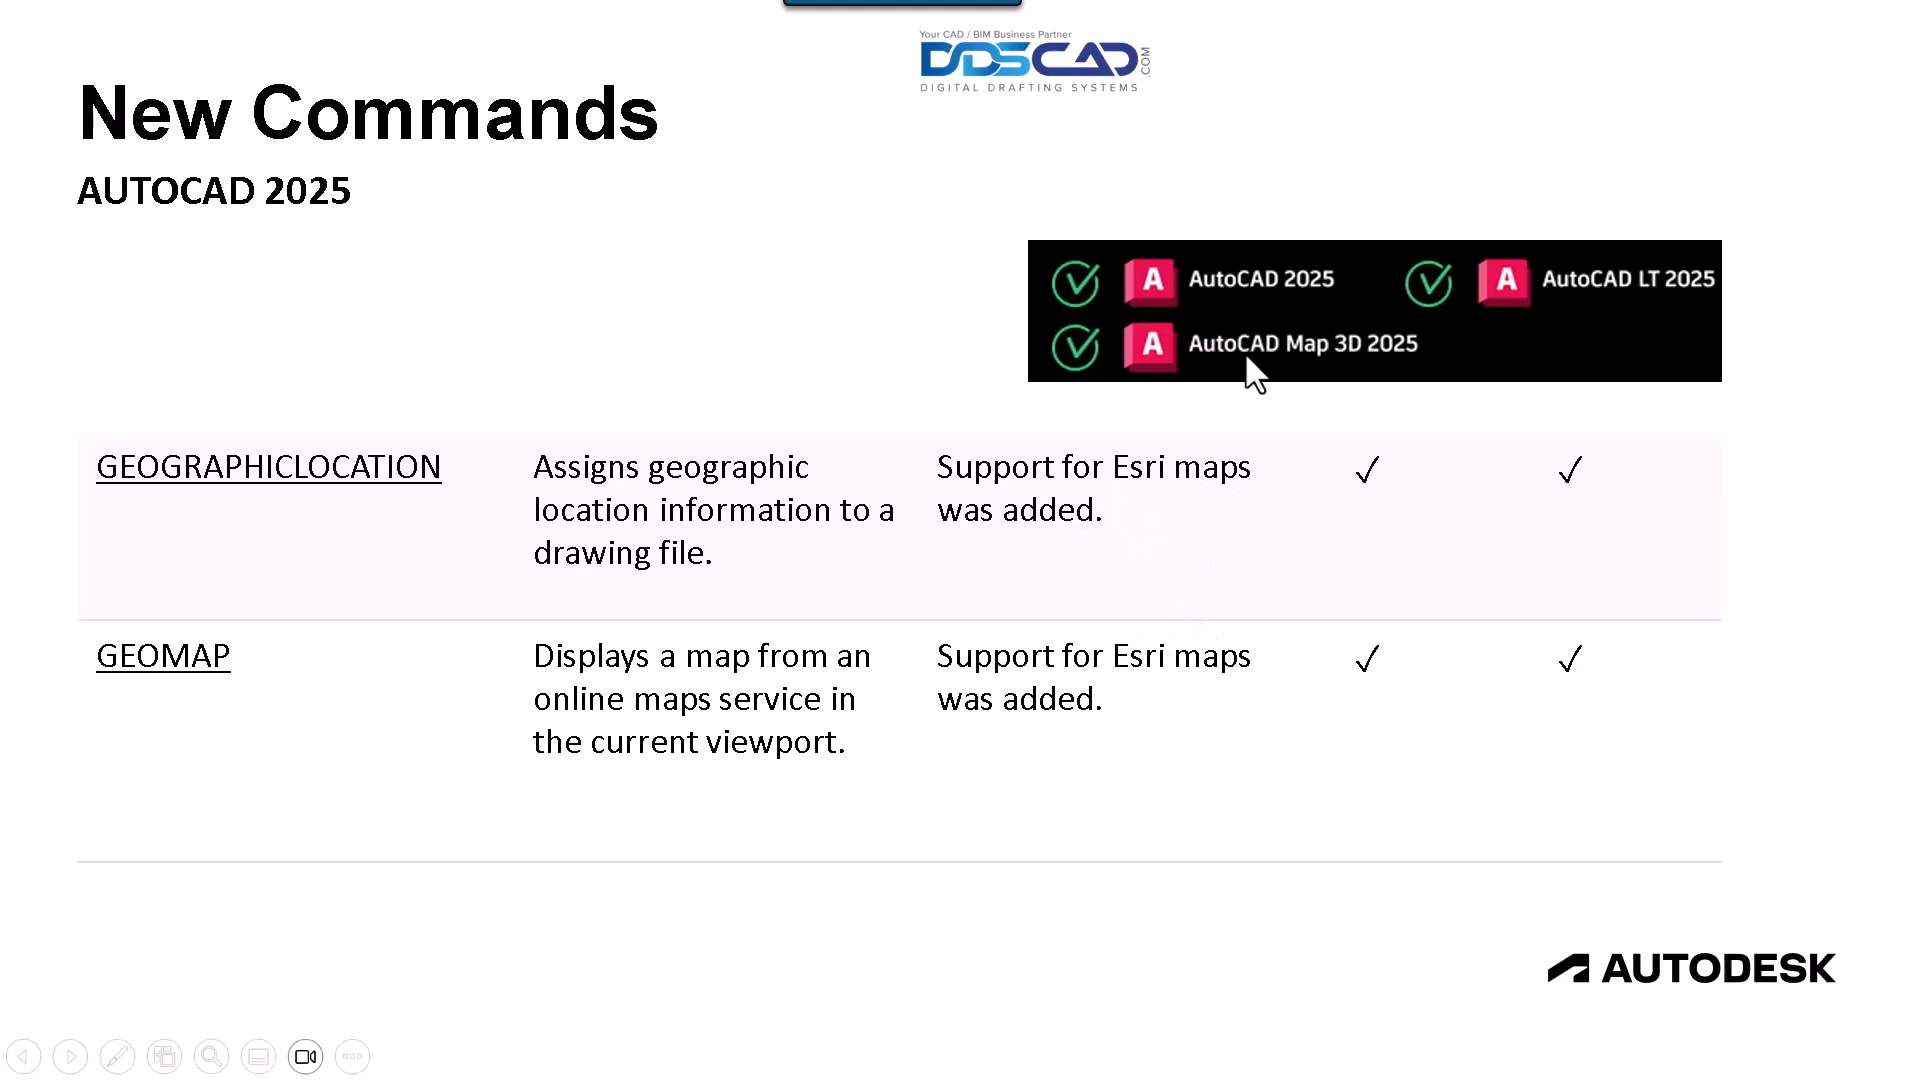 Your CAD / BIM Business Partner
DDSCAD.COM
DIGITAL DRAFTING SYSTEMS
New Commands
AUTOCAD 2025
A AutoCAD 2025
A AutoCAD LT 2025
A AutoCAD Map 3D 2025
GEOGRAPHICLOCATION
Assigns geographic
location information to a
drawing file.
Support for Esri maps
was added.
✓
✓
GEOMAP
Displays a map from an
online maps service in
the current viewport.
Support for Esri maps
was added.
✓
✓
AUTODESK